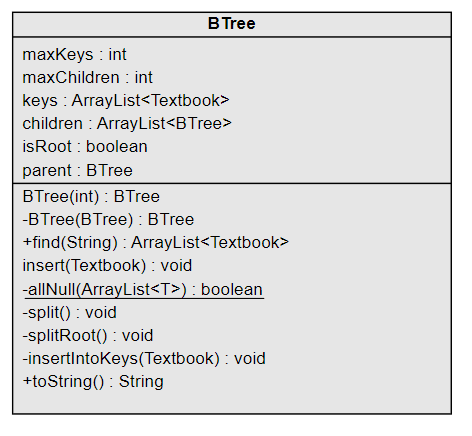 BTree
maxKeys : int
maxChildren : int
keys : ArrayList<Textbook>
children : ArrayList<BTree>
isRoot : boolean
parent : BTree
BTree(int) : BTree
-BTree(BTree) : BTree
+find(String) : ArrayList<Textbook>
insert(Textbook) : void
-allNull(ArrayList<T>) : boolean
-split() : void
-splitRoot() : void
-insertIntoKeys(Textbook) : void
+toString() : String